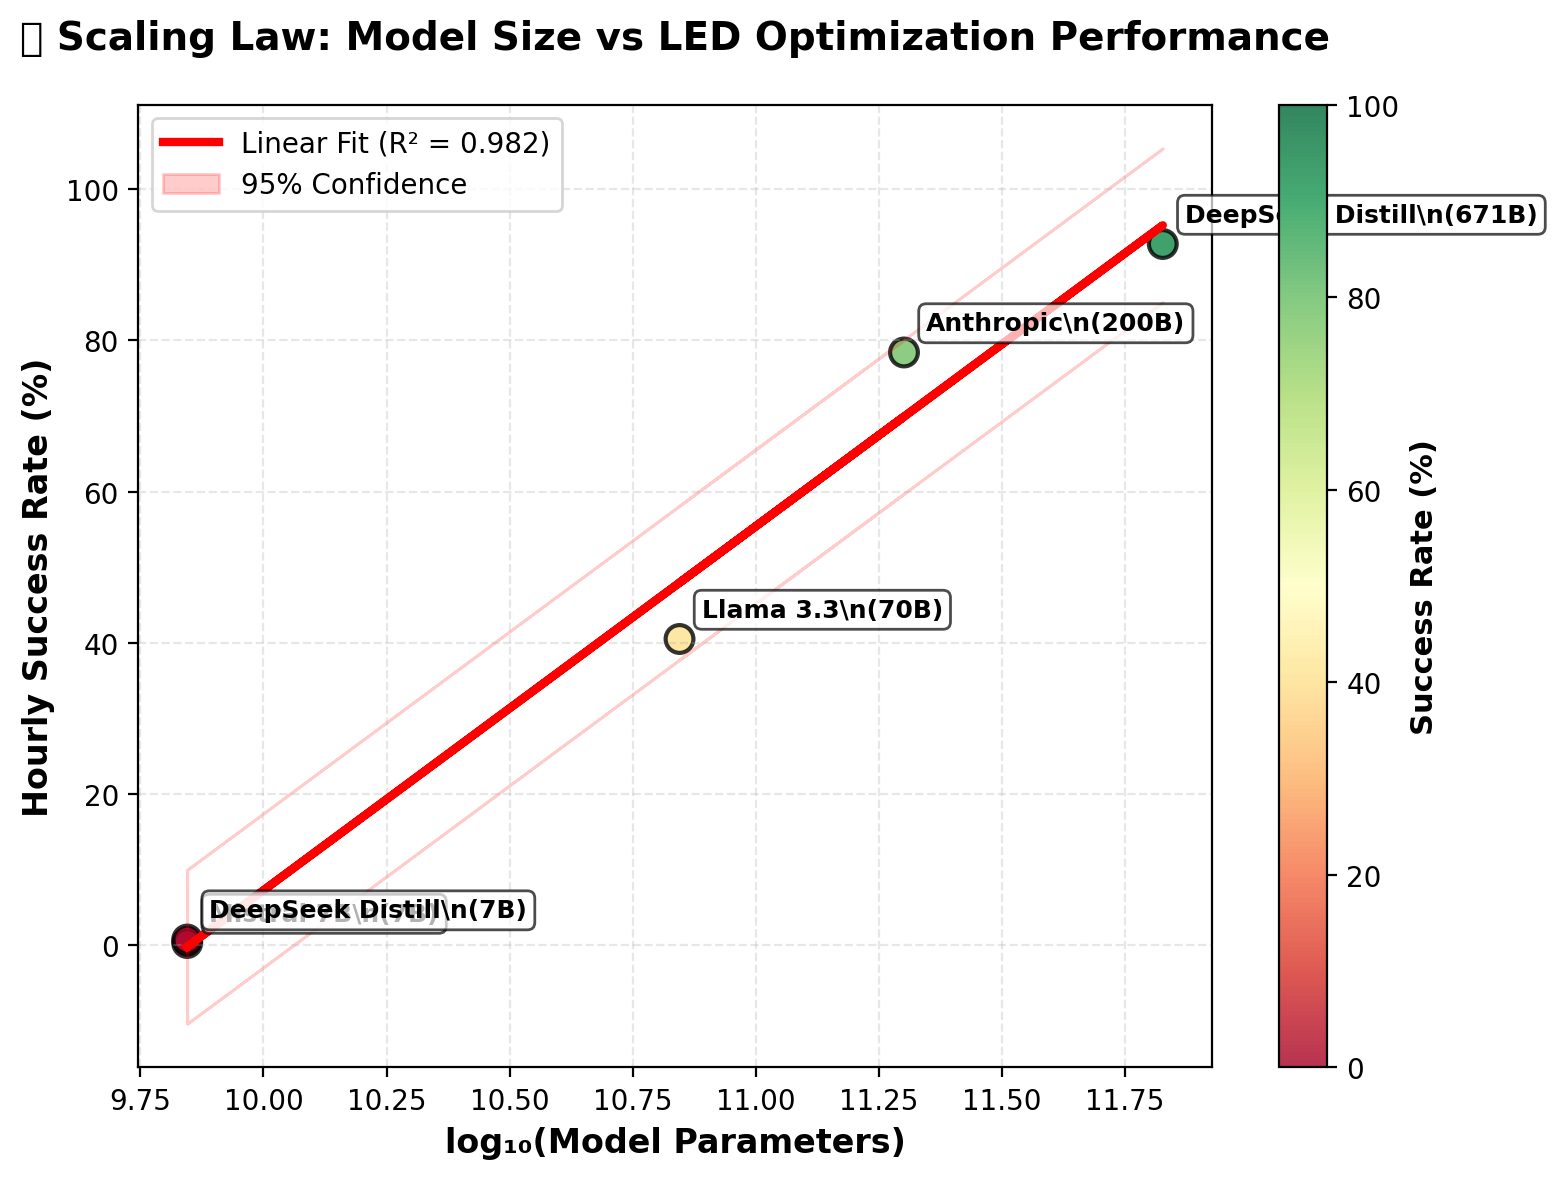 Scaling Law: Model Size vs LED Optimization Performance
Linear Fit (R² = 0.982)
95% Confidence
Hourly Success Rate (%)
100
80
60
40
20
0
DeepSe Distill\n(671B)
Anthropic\n(200B)
Llama 3.3\n(70B)
DeepSeek Distill\n(7B)
Mistral 7B\n(7B)
9.75
10.00
10.25
10.50
10.75
11.00
11.25
11.50
11.75
log₁₀(Model Parameters)
100
80
60
40
20
0
Success Rate (%)